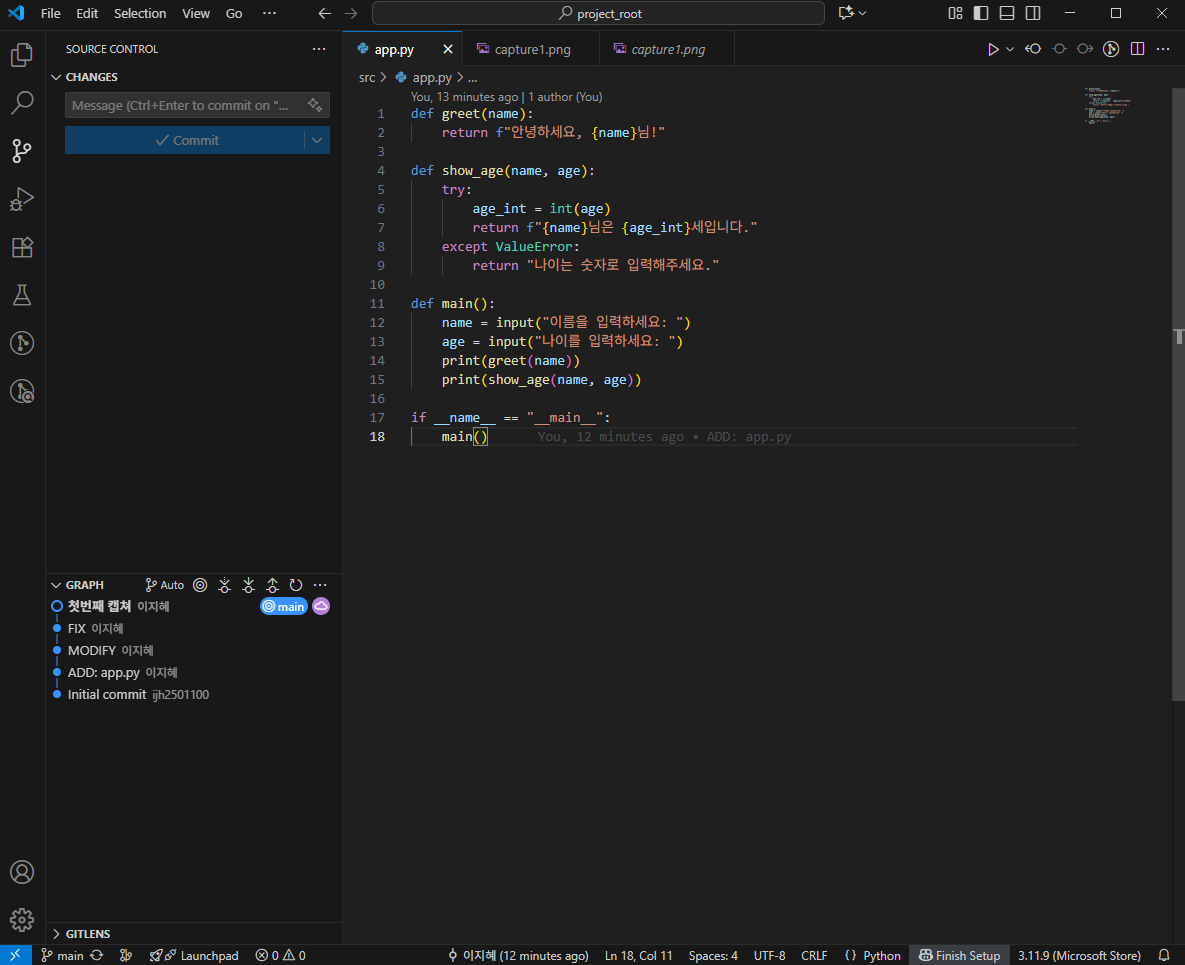 File Edit Selection View Go ··· project_root
SOURCE CONTROL ···
CHANGES
Message (Ctrl+Enter to commit on "...
Commit
app.py capture1.png capture1.png
src > app.py > ...
You, 13 minutes ago | 1 author (You)
1 def greet(name):
2 return f"안녕하세요, {name}님!"
3
4 def show_age(name, age):
5 try:
6 age_int = int(age)
7 return f"{name}님은 {age_int}세입니다."
8 except ValueError:
9 return "나이는 숫자로 입력해주세요."
10
11 def main():
12 name = input("이름을 입력하세요: ")
13 age = input("나이를 입력하세요: ")
14 print(greet(name))
15 print(show_age(name, age))
16
17 if __name__ == "__main__":
18 main() You, 12 minutes ago • ADD: app.py
GRAPH Auto ···
첫번째 캡쳐 이지혜 main
FIX 이지혜
MODIFY 이지혜
ADD: app.py 이지혜
Initial commit ijh2501100
GITLENS
main Launchpad 0 0 이지혜 (12 minutes ago) Ln 18, Col 11 Spaces: 4 UTF-8 CRLF {} Python Finish Setup 3.11.9 (Microsoft Store)